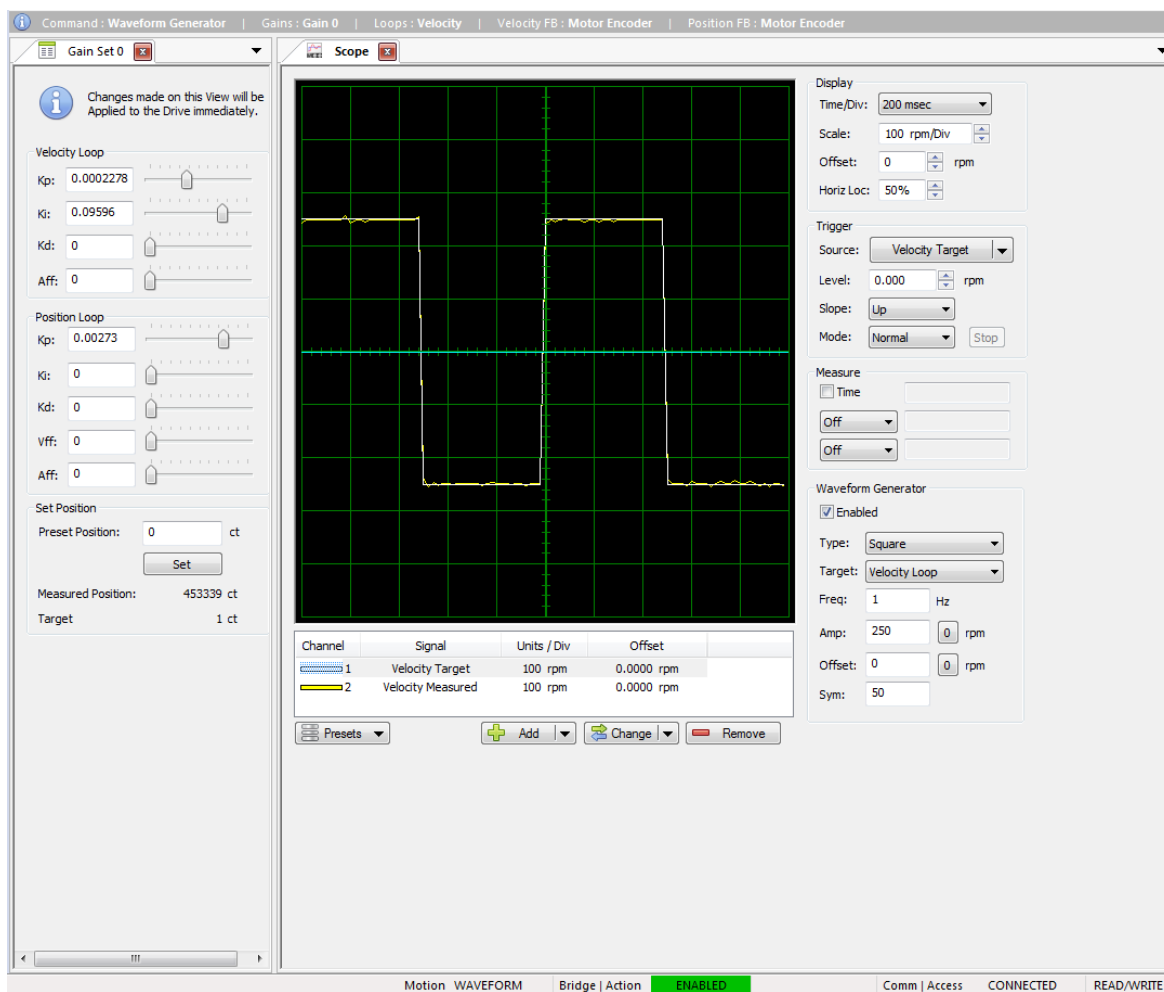 Command : Waveform Generator | Gains : Gain 0 | Loops : Velocity | Velocity FB : Motor Encoder | Position FB : Motor Encoder
Gain Set 0
Changes made on this View will be
Applied to the Drive immediately.
Velocity Loop
Kp: 0.0002278
Ki: 0.09596
Kd: 0
Aff: 0
Position Loop
Kp: 0.00273
Ki: 0
Kd: 0
Vff: 0
Aff: 0
Set Position
Preset Position: 0 ct
Set
Measured Position: 453339 ct
Target 1 ct
Scope
Channel Signal Units / Div Offset
1 Velocity Target 100 rpm 0.0000 rpm
2 Velocity Measured 100 rpm 0.0000 rpm
Presets Add Change Remove
Display
Time/Div: 200 msec
Scale: 100 rpm/Div
Offset: 0 rpm
Horiz Loc: 50%
Trigger
Source: Velocity Target
Level: 0.000 rpm
Slope: Up
Mode: Normal Stop
Measure
Time
Off
Off
Waveform Generator
Enabled
Type: Square
Target: Velocity Loop
Freq: 1 Hz
Amp: 250 0 rpm
Offset: 0 0 rpm
Sym: 50
Motion WAVEFORM Bridge | Action ENABLED Comm | Access CONNECTED READ/WRITE